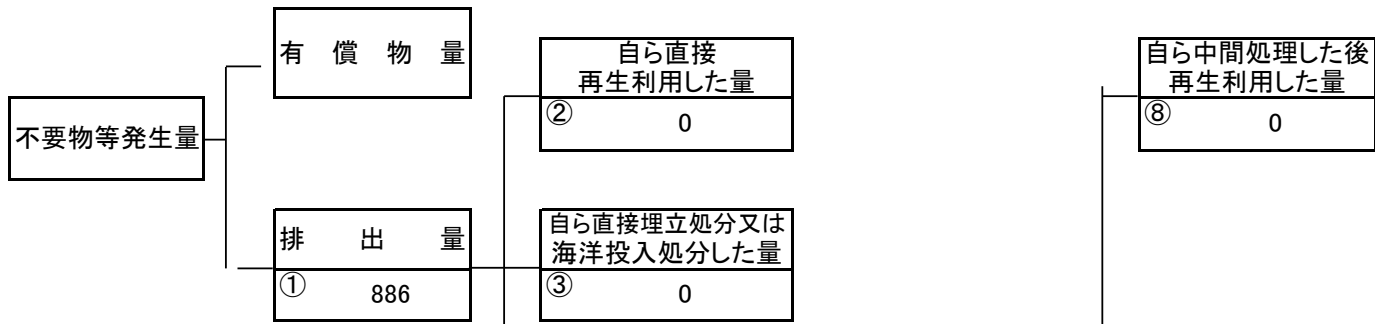 有償物量
不要物等発生量
排出量
① 886
自ら直接
再生利用した量
② 0
自ら直接埋立処分又は
海洋投入処分した量
③ 0
自ら中間処理した後
再生利用した量
⑧ 0